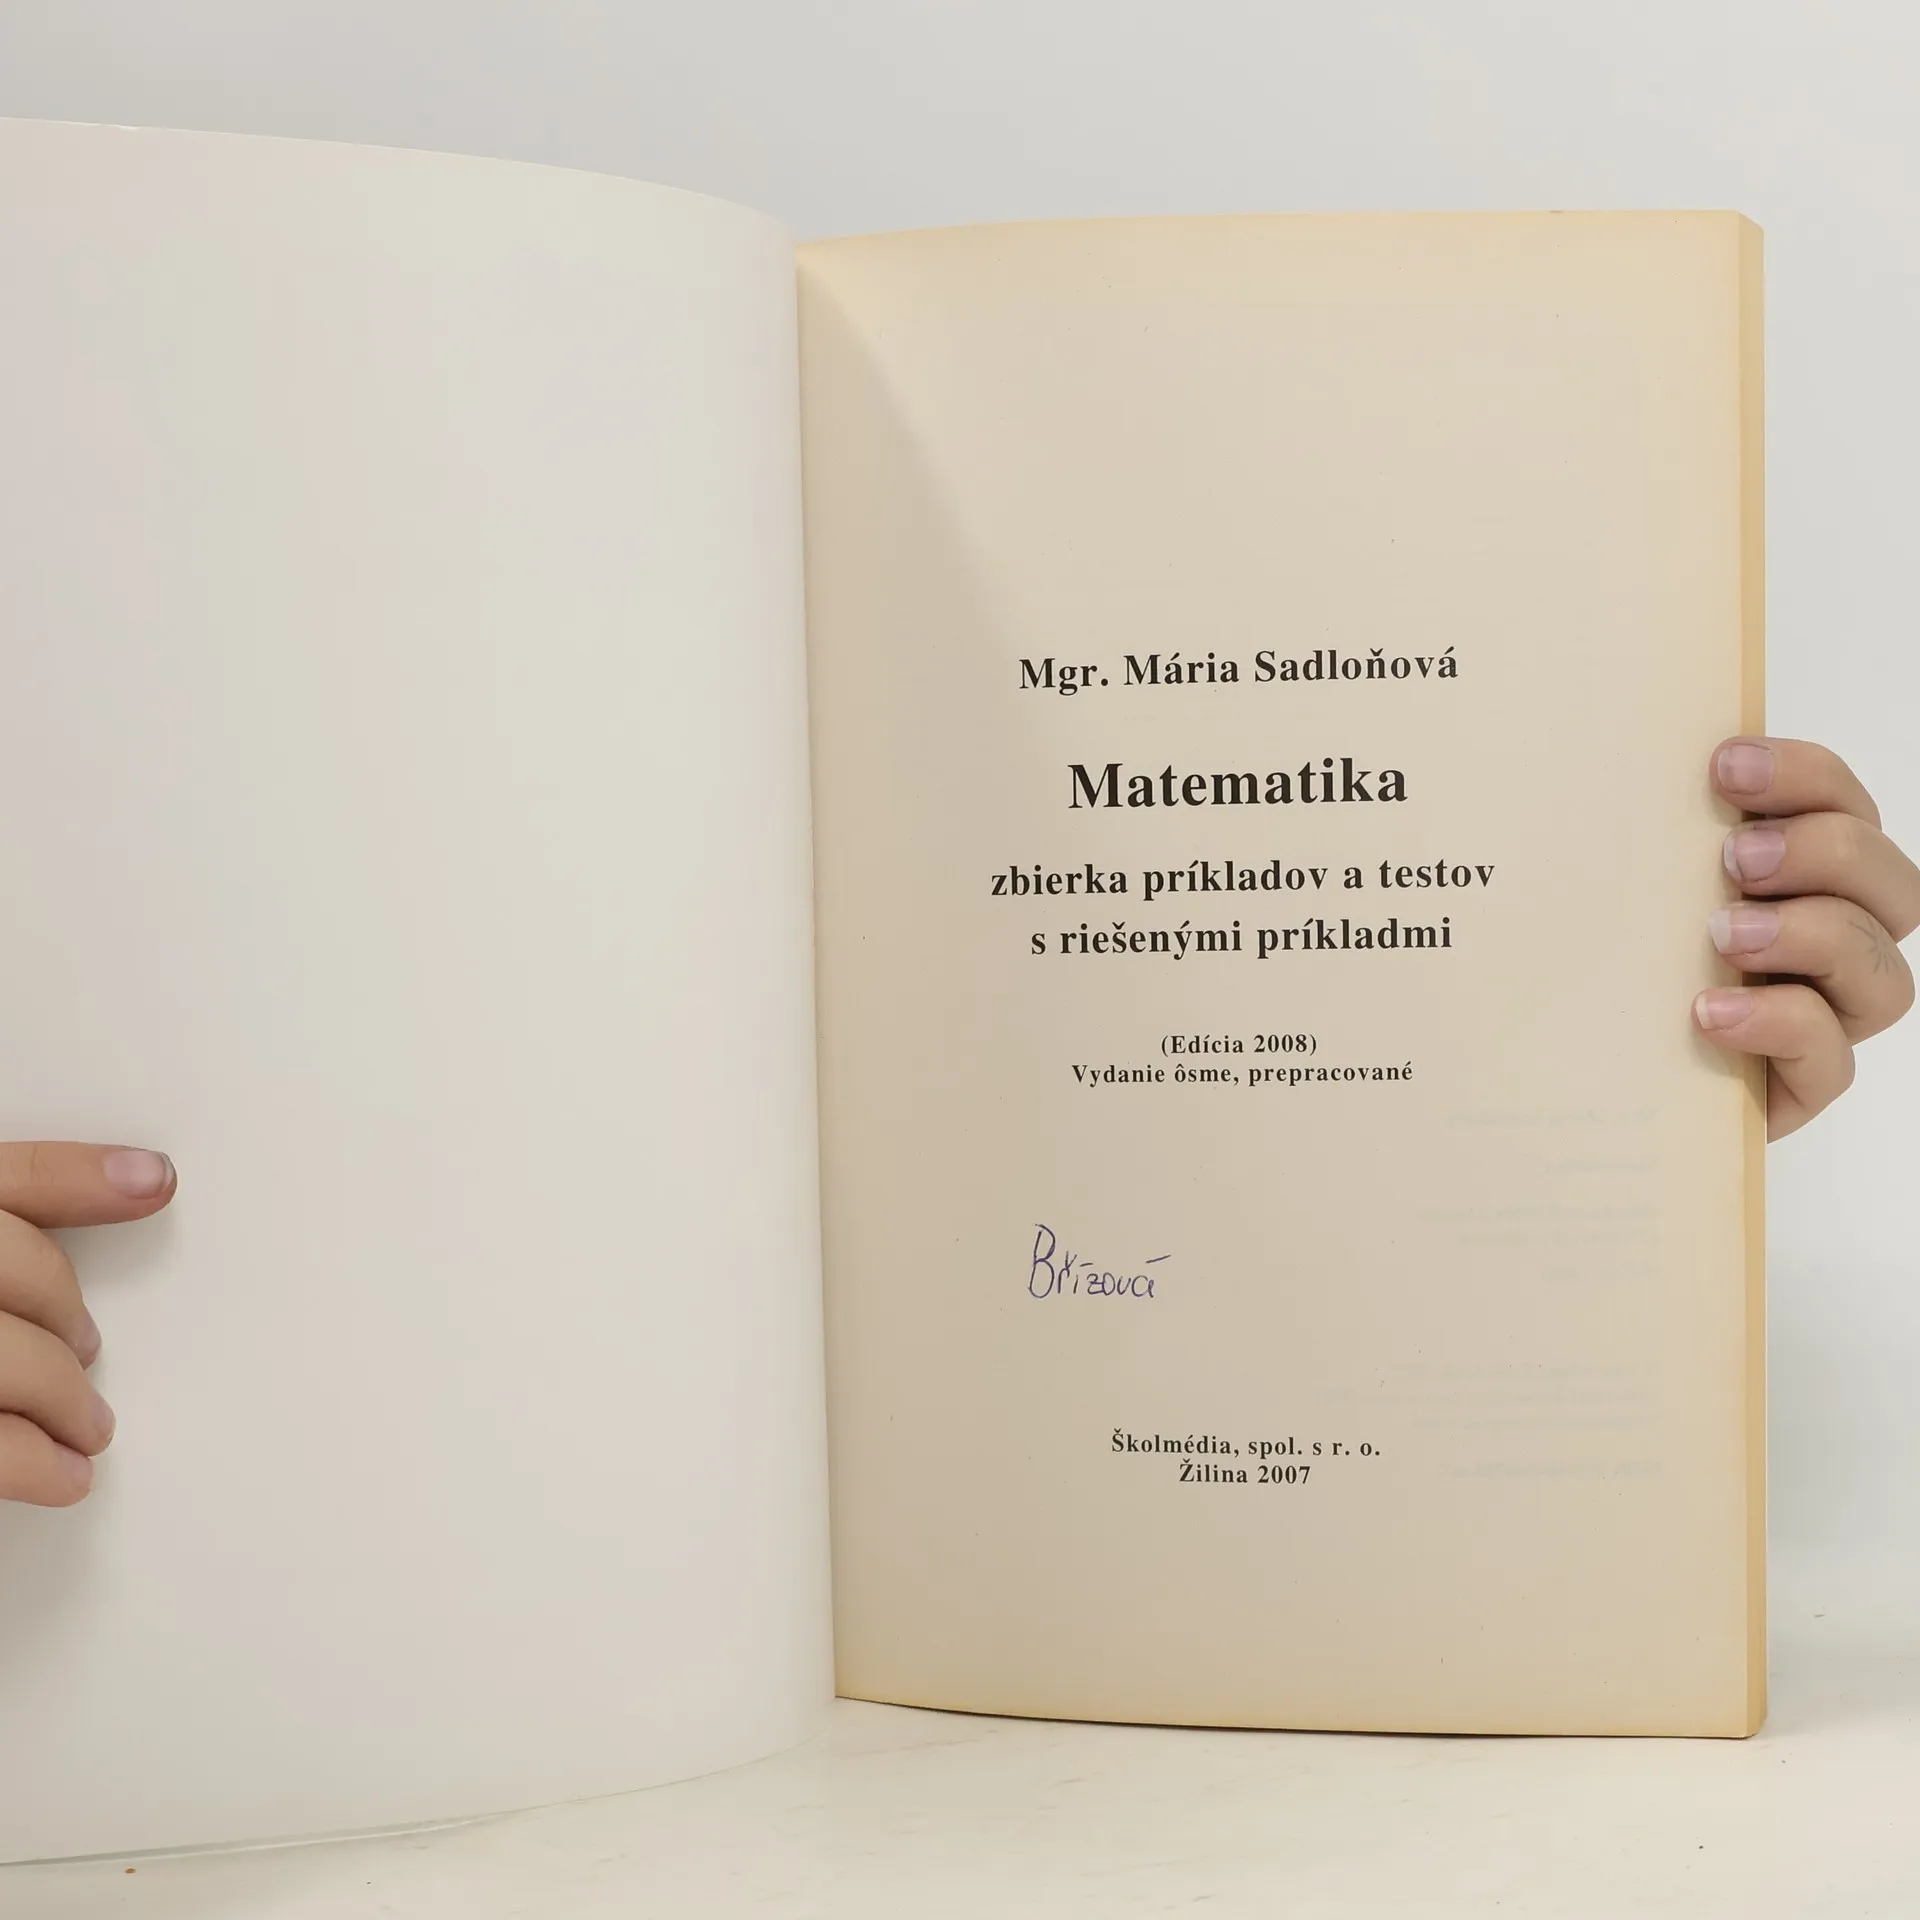 Mgr. Mária Sadloňová
Matematika
zbierka príkladov a testov
s riešenými príkladmi
(Edícia 2008)
Vydanie ôsme, prepracované
Břízová
Školmédia, spol. s r. o.
Žilina 2007